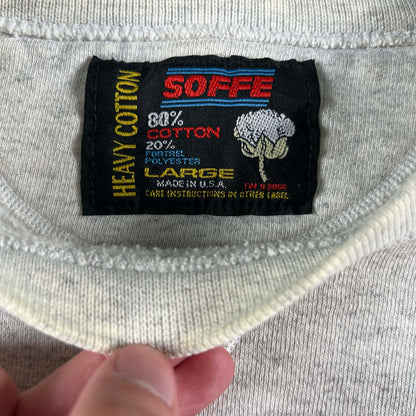 HEAVY COTTON
SOFFE
80%
COTTON
20%
FORTREL
POLYESTER
LARGE
MADE IN U.S.A.
CARE INSTRUCTIONS IN OTHER LABEL